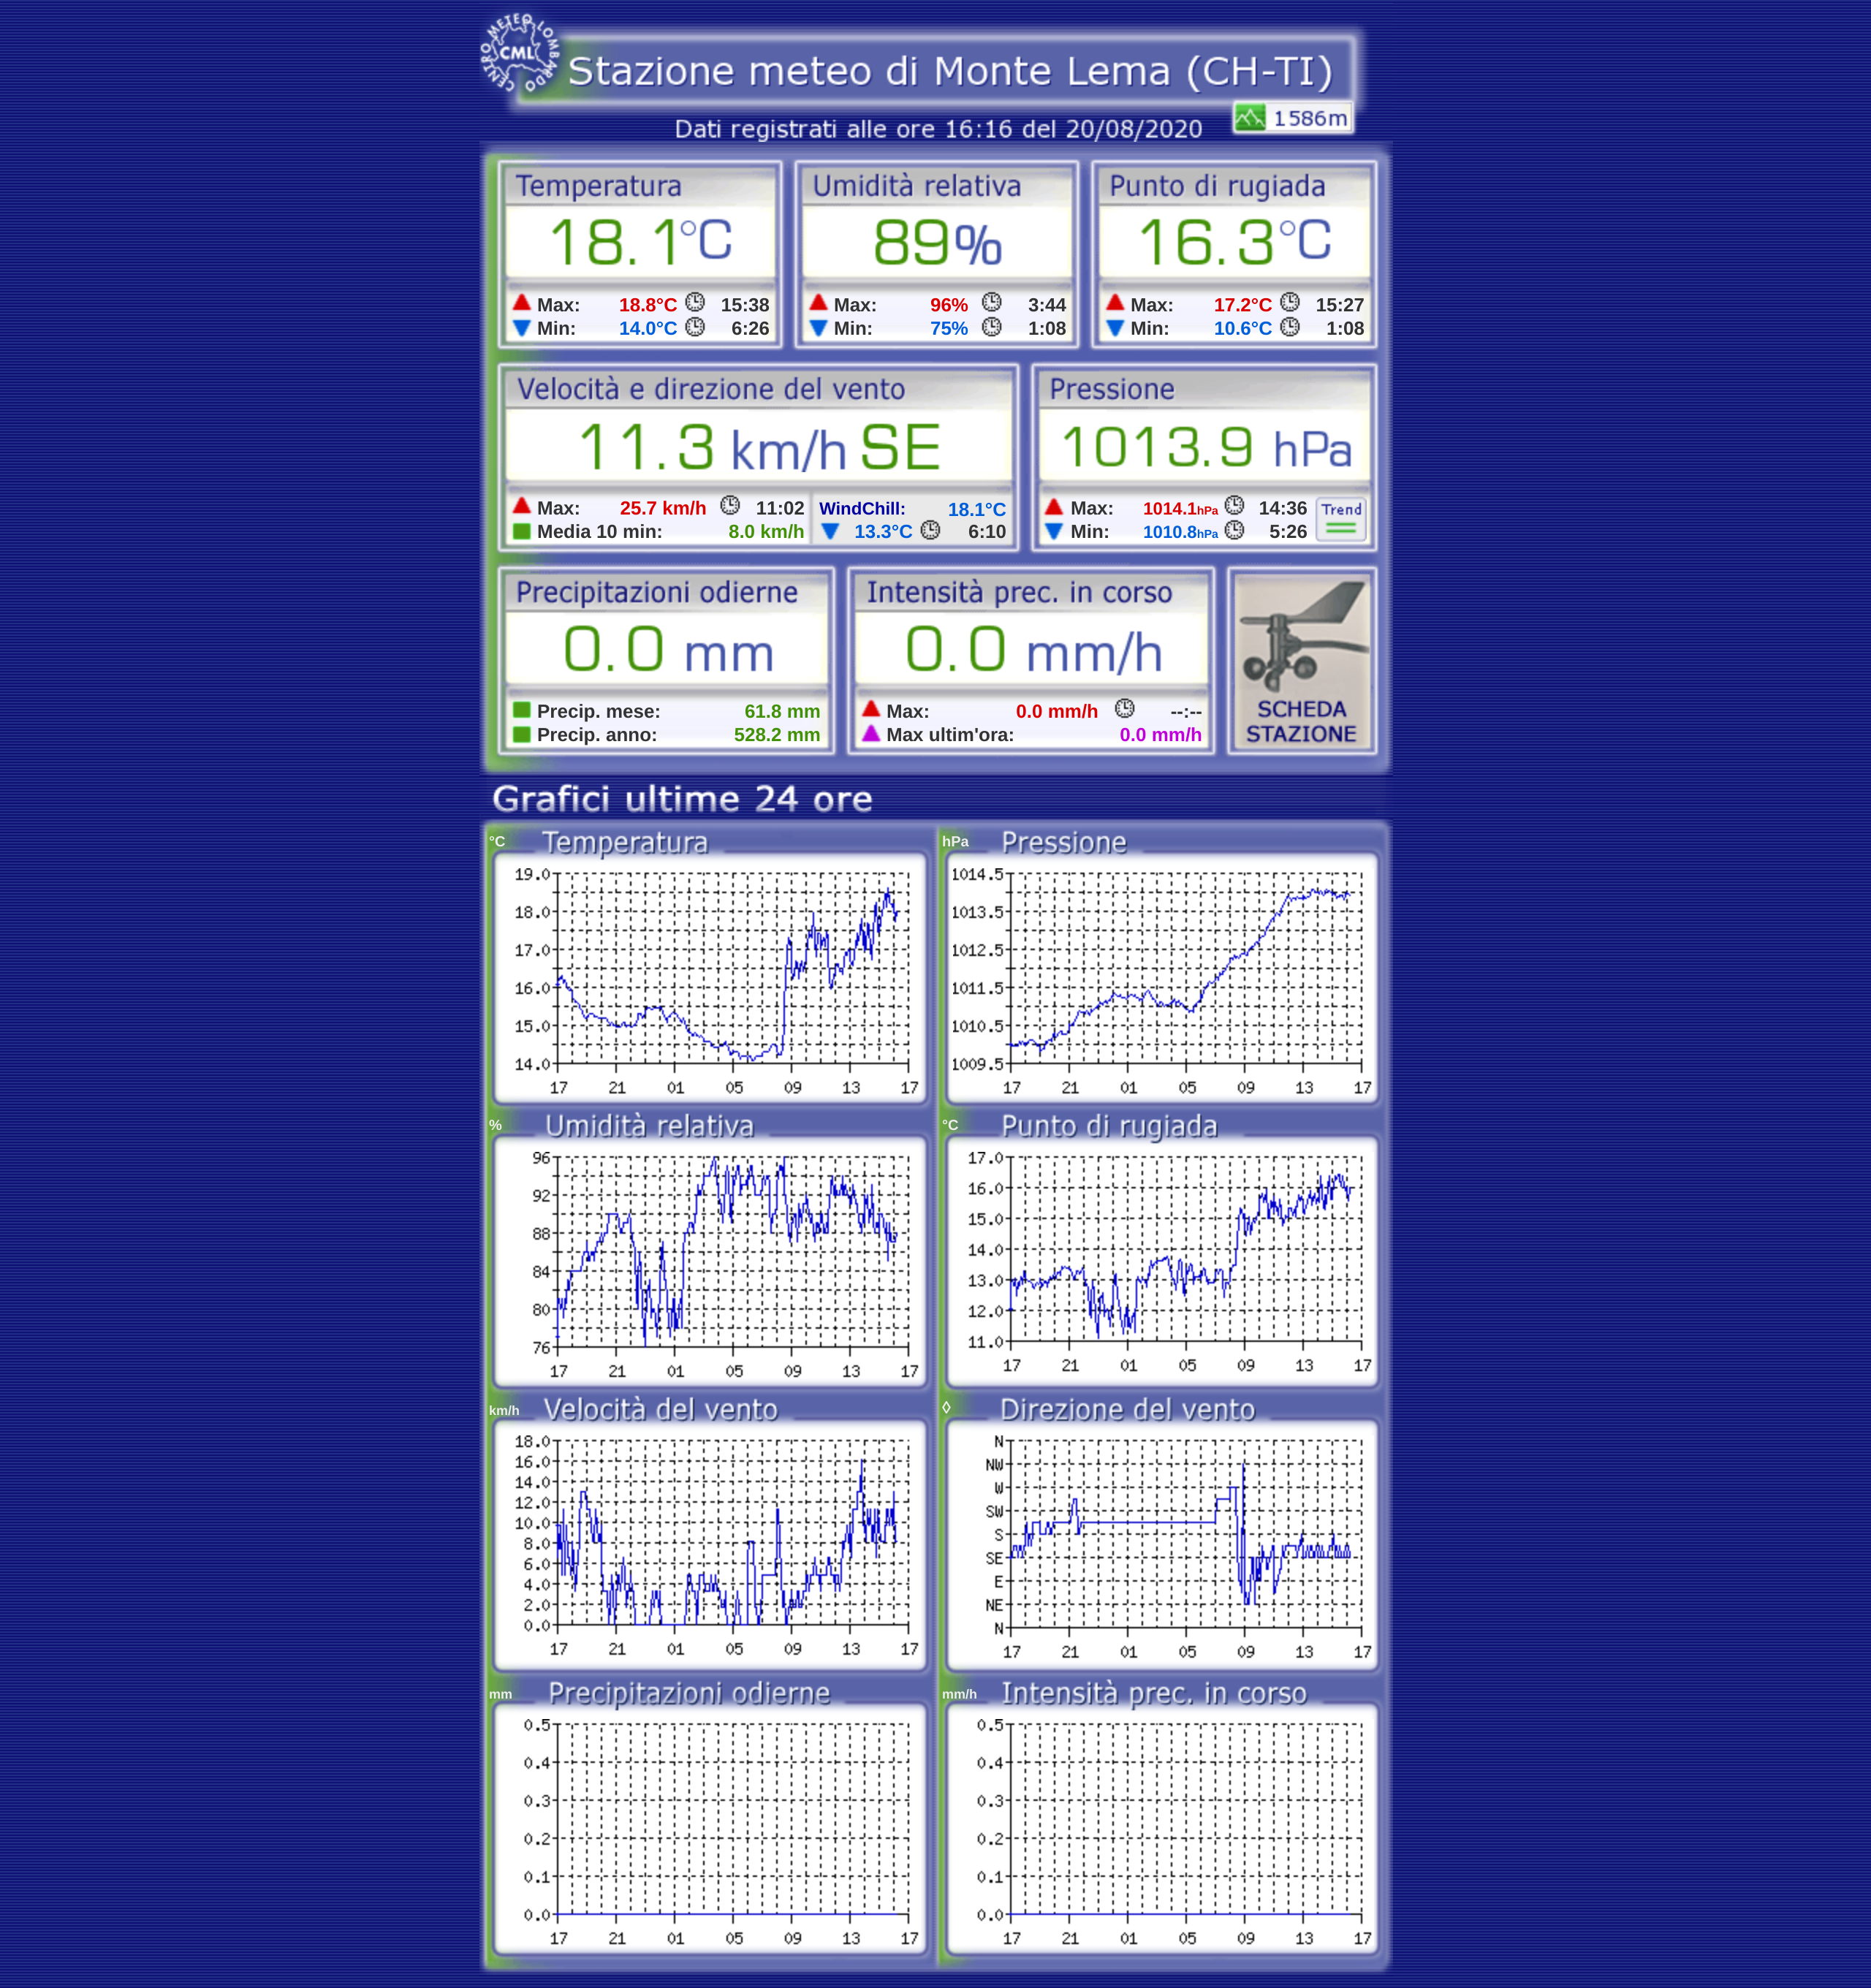 CENTRO METEO LOMBARDO
CML
Stazione meteo di Monte Lema (CH-TI)
1586m
Dati registrati alle ore 16:16 del 20/08/2020
Temperatura Umidità relativa Punto di rugiada
18.1°C 89% 16.3°C
Max: 18.8°C 15:38 Max: 96% 3:44 Max: 17.2°C 15:27
Min: 14.0°C 6:26 Min: 75% 1:08 Min: 10.6°C 1:08
Velocità e direzione del vento Pressione
11.3 km/h SE 1013.9 hPa
Max: 25.7 km/h 11:02 WindChill: 18.1°C Max: 1014.1hPa 14:36 Trend
Media 10 min: 8.0 km/h 13.3°C 6:10 Min: 1010.8hPa 5:26
Precipitazioni odierne Intensità prec. in corso
0.0 mm 0.0 mm/h
Precip. mese: 61.8 mm Max: 0.0 mm/h --:-- SCHEDA
Precip. anno: 528.2 mm Max ultim'ora: 0.0 mm/h STAZIONE
Grafici ultime 24 ore
°C Temperatura
19.0
18.0
17.0
16.0
15.0
14.0
17 21 01 05 09 13 17
hPa Pressione
1014.5
1013.5
1012.5
1011.5
1010.5
1009.5
17 21 01 05 09 13 17
% Umidità relativa
96
92
88
84
80
76
17 21 01 05 09 13 17
°C Punto di rugiada
17.0
16.0
15.0
14.0
13.0
12.0
11.0
17 21 01 05 09 13 17
km/h Velocità del vento
18.0
16.0
14.0
12.0
10.0
8.0
6.0
4.0
2.0
0.0
17 21 01 05 09 13 17
◊ Direzione del vento
N
NW
W
SW
S
SE
E
NE
N
17 21 01 05 09 13 17
mm Precipitazioni odierne
0.5
0.4
0.3
0.2
0.1
0.0
17 21 01 05 09 13 17
mm/h Intensità prec. in corso
0.5
0.4
0.3
0.2
0.1
0.0
17 21 01 05 09 13 17